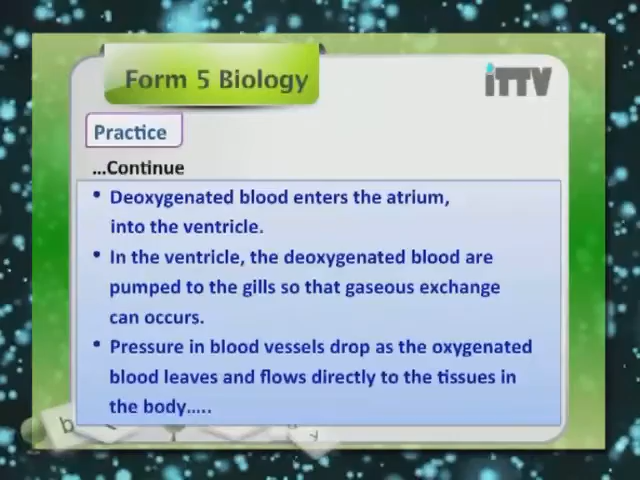 Form 5 Biology
iTTV
Practice
...Continue
• Deoxygenated blood enters the atrium,
into the ventricle.
• In the ventricle, the deoxygenated blood are
pumped to the gills so that gaseous exchange
can occurs.
• Pressure in blood vessels drop as the oxygenated
blood leaves and flows directly to the tissues in
the body.....
b
y